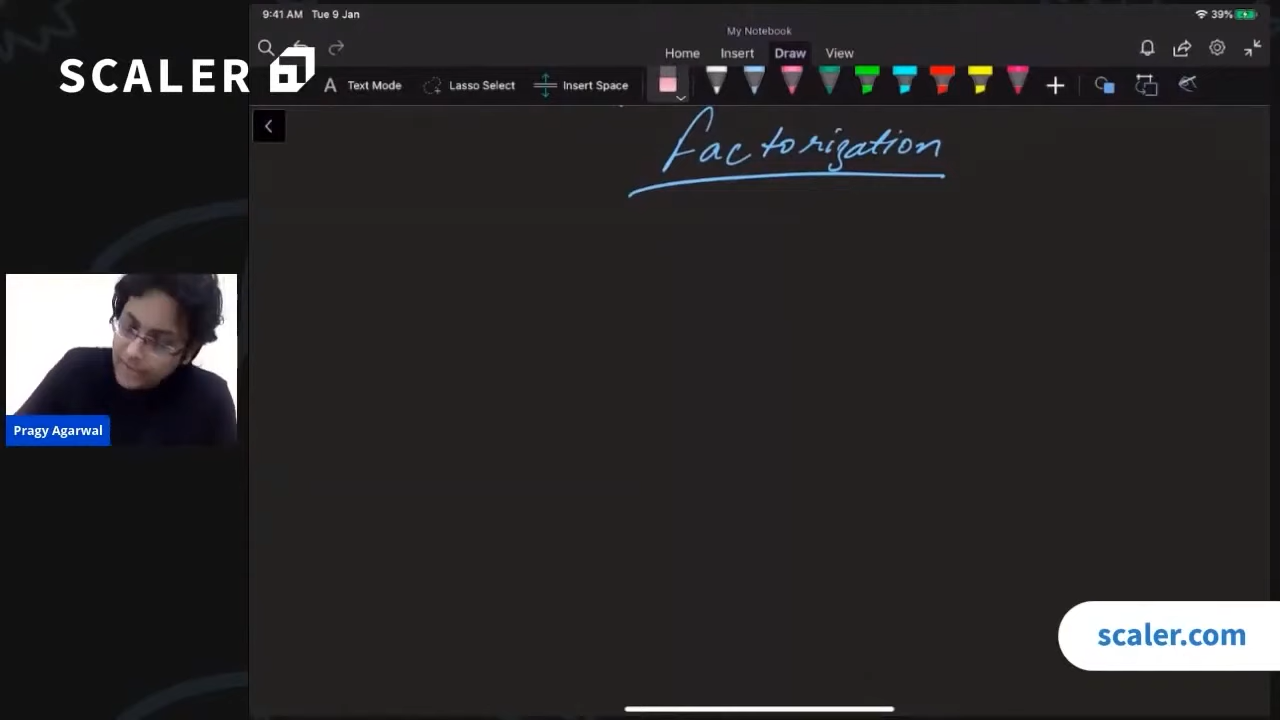 9:41 AM Tue 9 Jan
39%
My Notebook
SCALER
Home Insert Draw View
A Text Mode Lasso Select Insert Space
factorization
Pragy Agarwal
scaler.com